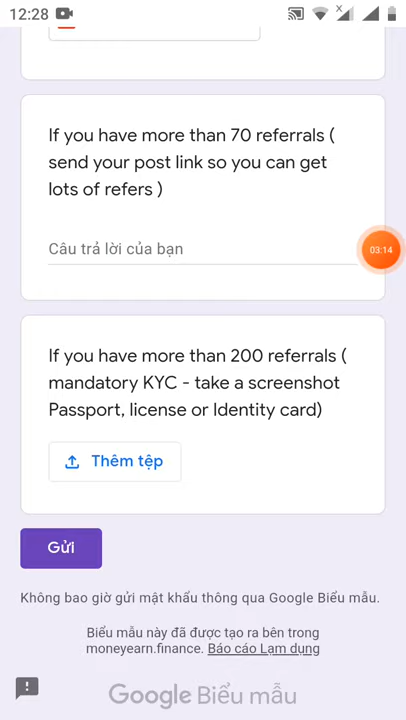 12:28
If you have more than 70 referrals (
send your post link so you can get
lots of refers )
Câu trả lời của bạn
03:14
If you have more than 200 referrals (
mandatory KYC - take a screenshot
Passport, license or Identity card)
Thêm tệp
Gửi
Không bao giờ gửi mật khẩu thông qua Google Biểu mẫu.
Biểu mẫu này đã được tạo ra bên trong
moneyearn.finance. Báo cáo Lạm dụng
Google Biểu mẫu